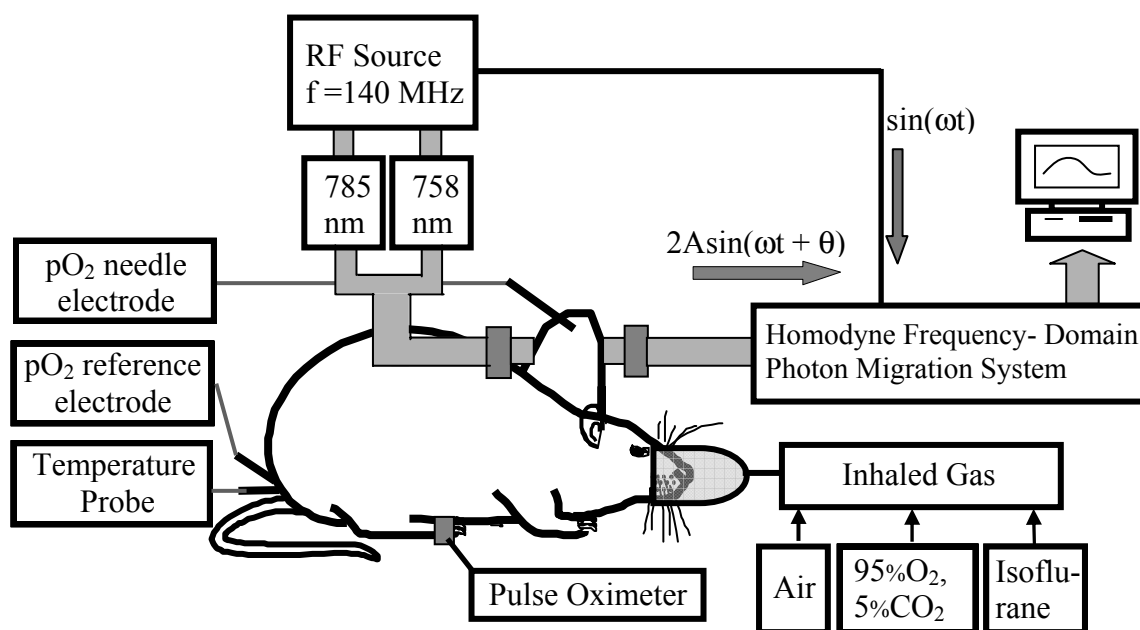 RF Source
f =140 MHz
785
nm
758
nm
sin(ωt)
2Asin(ωt + θ)
pO₂ needle
electrode
pO₂ reference
electrode
Temperature
Probe
Homodyne Frequency- Domain
Photon Migration System
Inhaled Gas
Pulse Oximeter
Air
95%O₂,
5%CO₂
Isoflu-
rane